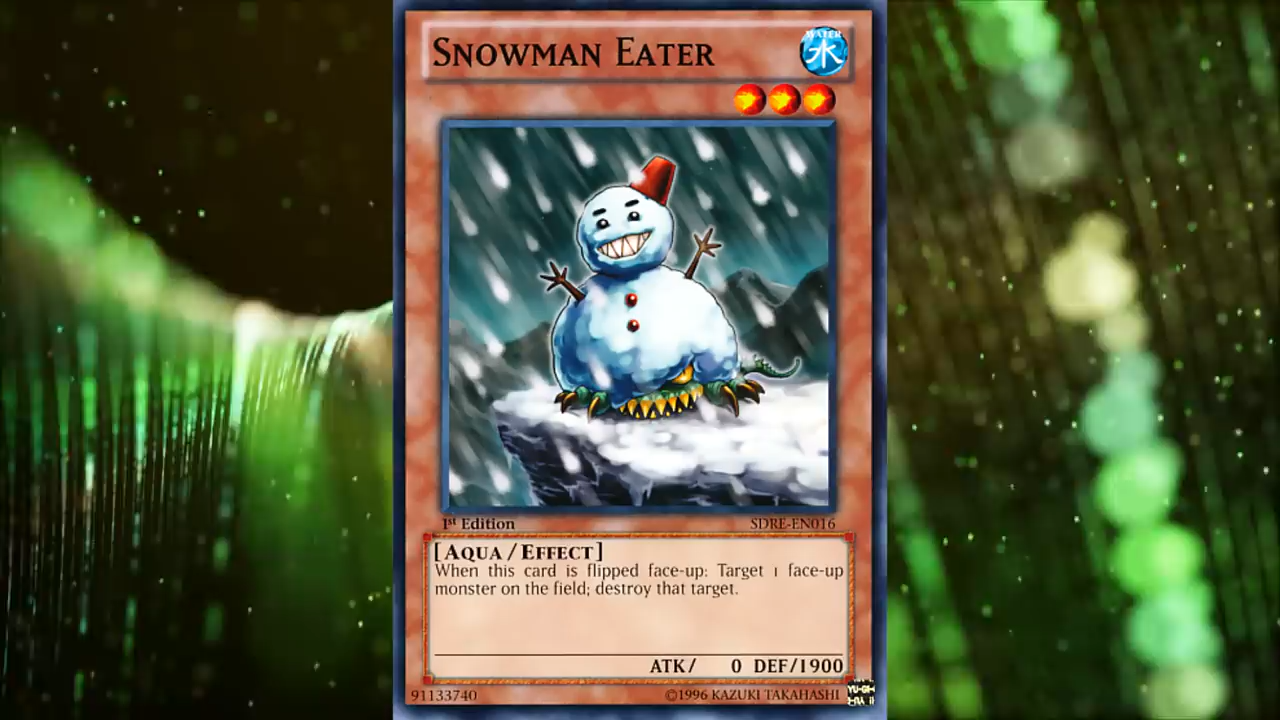 SNOWMAN EATER
WATER
水
1st Edition
SDRE-EN016
[AQUA/EFFECT]
When this card is flipped face-up: Target 1 face-up
monster on the field; destroy that target.
ATK/ 0 DEF/1900
91133740
©1996 KAZUKI TAKAHASHI